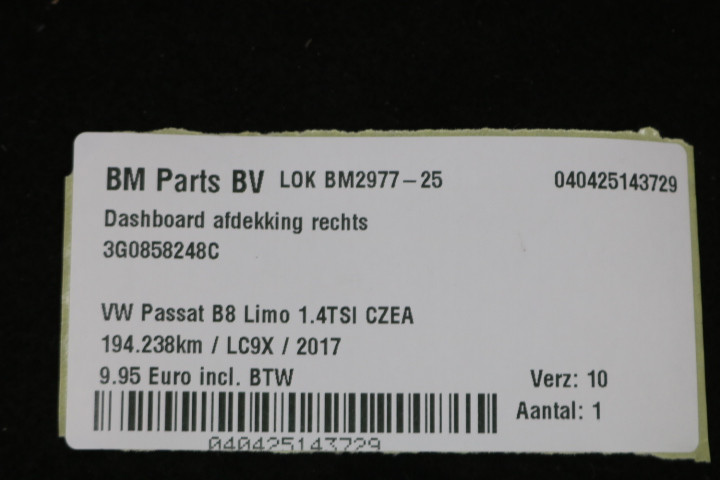 BM Parts BV LOK BM2977-25 040425143729
Dashboard afdekking rechts
3G0858248C
VW Passat B8 Limo 1.4TSI CZEA
194.238km / LC9X / 2017
9.95 Euro incl. BTW Verz: 10
Aantal: 1
040425143729